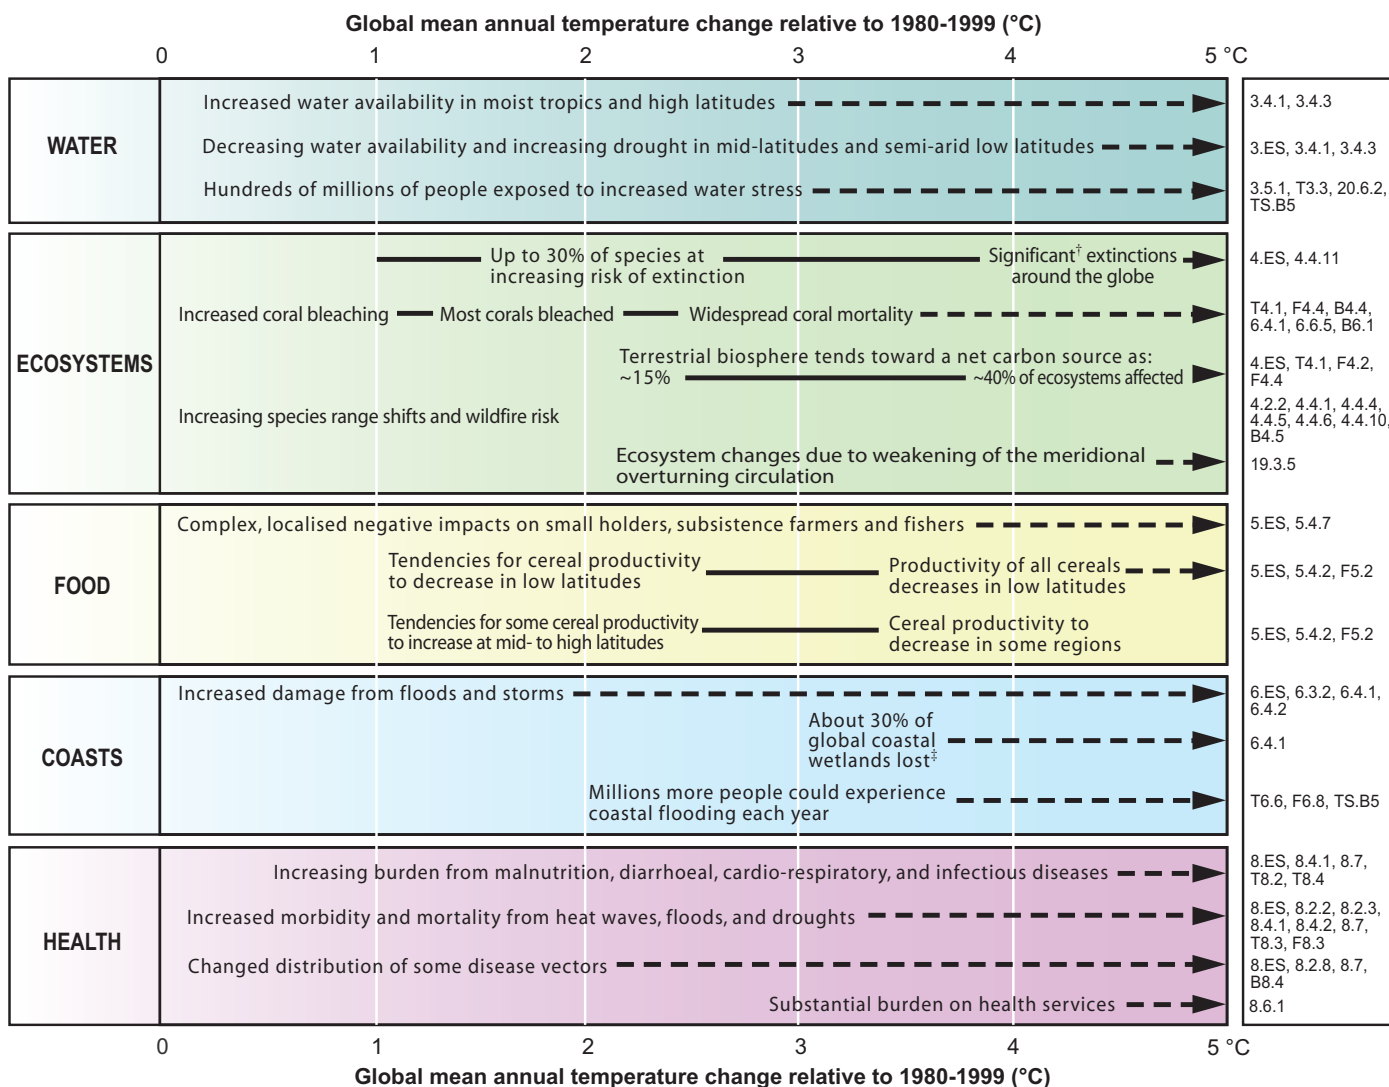 Global mean annual temperature change relative to 1980-1999 (°C)
0 1 2 3 4 5 °C
WATER
Increased water availability in moist tropics and high latitudes
3.4.1, 3.4.3
Decreasing water availability and increasing drought in mid-latitudes and semi-arid low latitudes
3.ES, 3.4.1, 3.4.3
Hundreds of millions of people exposed to increased water stress
3.5.1, T3.3, 20.6.2,
TS.B5
ECOSYSTEMS
Up to 30% of species at
increasing risk of extinction
Significant† extinctions
around the globe
4.ES, 4.4.11
Increased coral bleaching
Most corals bleached
Widespread coral mortality
T4.1, F4.4, B4.4,
6.4.1, 6.6.5, B6.1
Terrestrial biosphere tends toward a net carbon source as:
~15%
~40% of ecosystems affected
4.ES, T4.1, F4.2,
F4.4
Increasing species range shifts and wildfire risk
4.2.2, 4.4.1, 4.4.4,
4.4.5, 4.4.6, 4.4.10,
B4.5
Ecosystem changes due to weakening of the meridional
overturning circulation
19.3.5
FOOD
Complex, localised negative impacts on small holders, subsistence farmers and fishers
5.ES, 5.4.7
Tendencies for cereal productivity
to decrease in low latitudes
Productivity of all cereals
decreases in low latitudes
5.ES, 5.4.2, F5.2
Tendencies for some cereal productivity
to increase at mid- to high latitudes
Cereal productivity to
decrease in some regions
5.ES, 5.4.2, F5.2
COASTS
Increased damage from floods and storms
6.ES, 6.3.2, 6.4.1,
6.4.2
About 30% of
global coastal
wetlands lost‡
6.4.1
Millions more people could experience
coastal flooding each year
T6.6, F6.8, TS.B5
HEALTH
Increasing burden from malnutrition, diarrhoeal, cardio-respiratory, and infectious diseases
8.ES, 8.4.1, 8.7,
T8.2, T8.4
Increased morbidity and mortality from heat waves, floods, and droughts
8.ES, 8.2.2, 8.2.3,
8.4.1, 8.4.2, 8.7,
T8.3, F8.3
Changed distribution of some disease vectors
8.ES, 8.2.8, 8.7,
B8.4
Substantial burden on health services
8.6.1
0 1 2 3 4 5 °C
Global mean annual temperature change relative to 1980-1999 (°C)